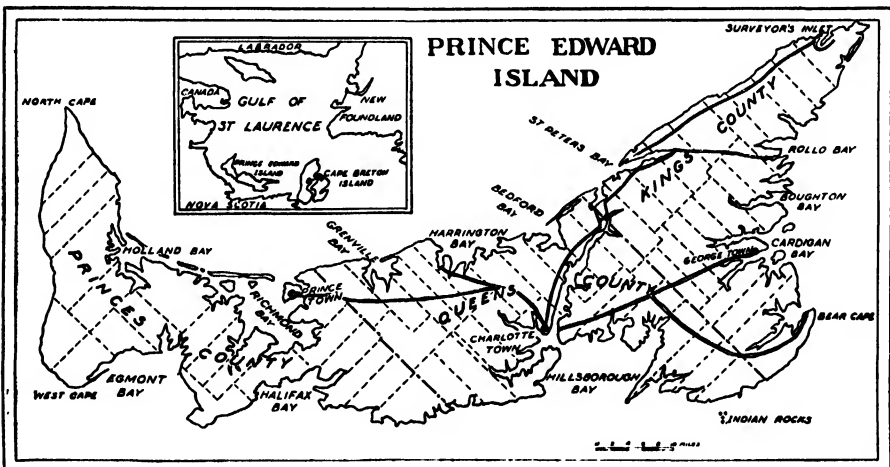 PRINCE EDWARD
ISLAND
SURVEYOR'S INLET
LABRADOR
CANADA
GULF OF
ST LAURENCE
NEW
FOUNDLAND
PRINCE EDWARD
ISLAND
CAPE BRETON
ISLAND
NOVA SCOTIA
NORTH CAPE
ST PETERS BAY
KINGS
COUNTY
ROLLO BAY
BEDFORD
BAY
BOUGHTON
BAY
HARRINGTON
BAY
GRENVILLE
BAY
HOLLAND BAY
GEORGE TOWN
CARDIGAN
BAY
PRINCES
COUNTY
RICHMOND
BAY
PRINCE
TOWN
QUEENS
COUNTY
BEAR CAPE
CHARLOTTE
TOWN
WEST CAPE
EGMONT
BAY
HALIFAX
BAY
HILLSBOROUGH
BAY
INDIAN ROCKS
MILES